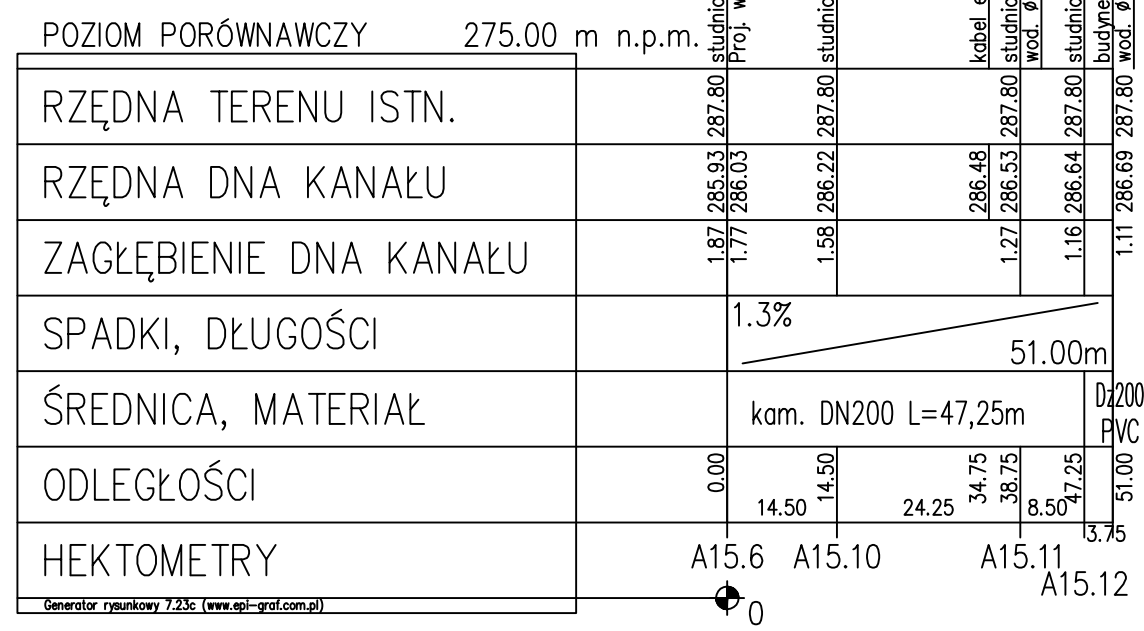 POZIOM PORÓWNAWCZY 275.00 m n.p.m.
Proj.
kabel
wod. ø
wod. ø
RZĘDNA TERENU ISTN. 287.80 287.80 287.80 287.80 287.80
RZĘDNA DNA KANAŁU 285.93 286.03 286.22 286.48 286.53 286.64 286.69
ZAGŁĘBIENIE DNA KANAŁU 1.87 1.77 1.58 1.27 1.16 1.11
SPADKI, DŁUGOŚCI 1.3% 51.00m
ŚREDNICA, MATERIAŁ kam. DN200 L=47,25m Dz200
PVC
ODLEGŁOŚCI 0.00 14.50 34.75 38.75 47.25 51.00
14.50 24.25 8.50 3.75
HEKTOMETRY A15.6 A15.10 A15.11
A15.12
Generator rysunkowy 7.23c (www.epi-graf.com.pl)
0